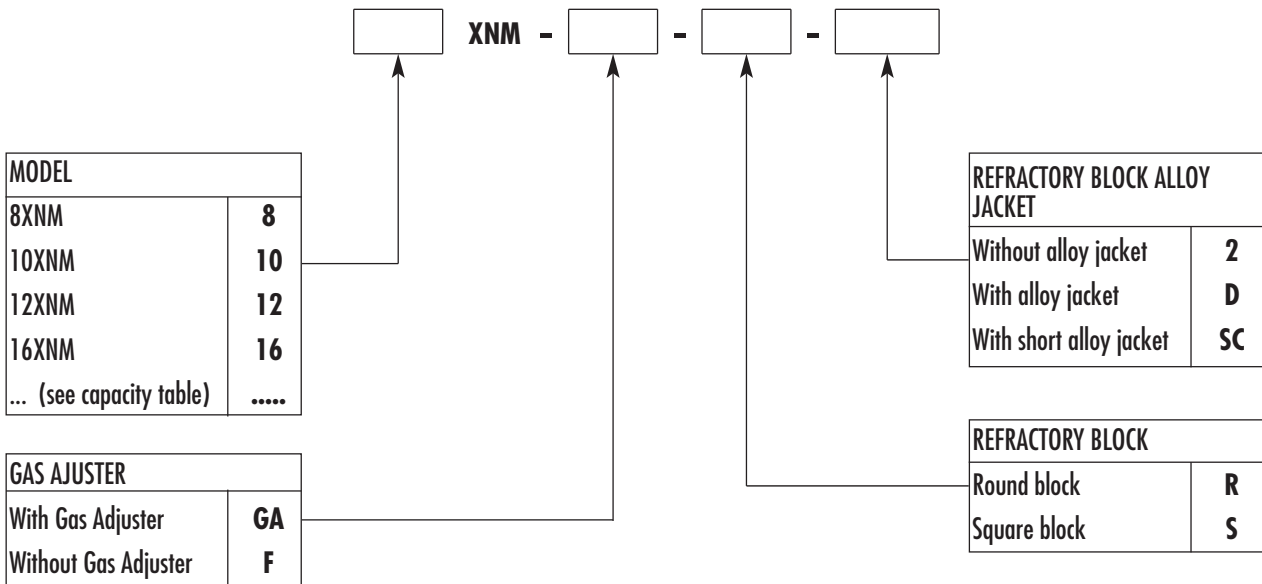 XNM - - -
MODEL
8XNM 8
10XNM 10
12XNM 12
16XNM 16
... (see capacity table) .....
GAS AJUSTER
With Gas Adjuster GA
Without Gas Adjuster F
REFRACTORY BLOCK ALLOY
JACKET
Without alloy jacket 2
With alloy jacket D
With short alloy jacket SC
REFRACTORY BLOCK
Round block R
Square block S